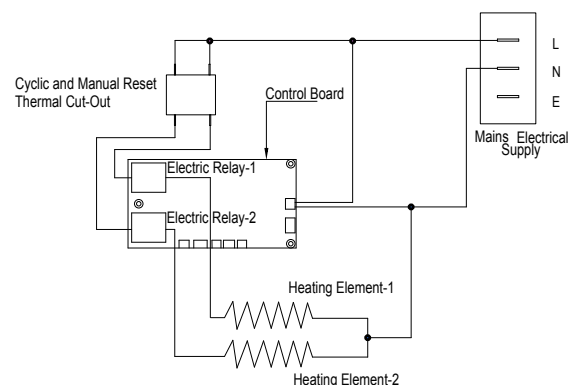 L
Cyclic and Manual Reset
Thermal Cut-Out
Control Board
N
E
Mains Electrical
Supply
Electric Relay-1
Electric Relay-2
Heating Element-1
Heating Element-2